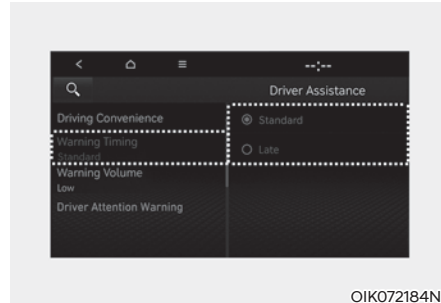 --:--
Driver Assistance
Driving Convenience
Warning Timing
Standard
Warning Volume
Low
Driver Attention Warning
Standard
Late
OIK072184N